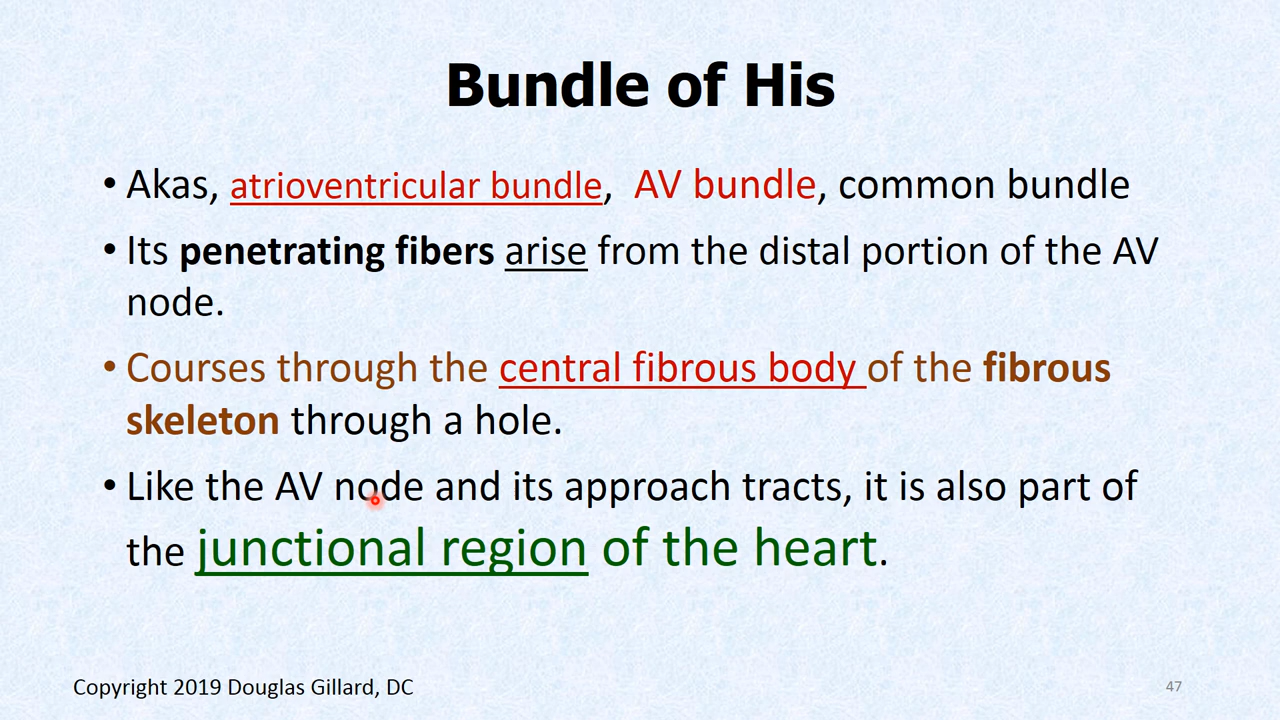 Bundle of His
• Akas, atrioventricular bundle, AV bundle, common bundle
• Its penetrating fibers arise from the distal portion of the AV
node.
• Courses through the central fibrous body of the fibrous
skeleton through a hole.
• Like the AV node and its approach tracts, it is also part of
the junctional region of the heart.
Copyright 2019 Douglas Gillard, DC
47